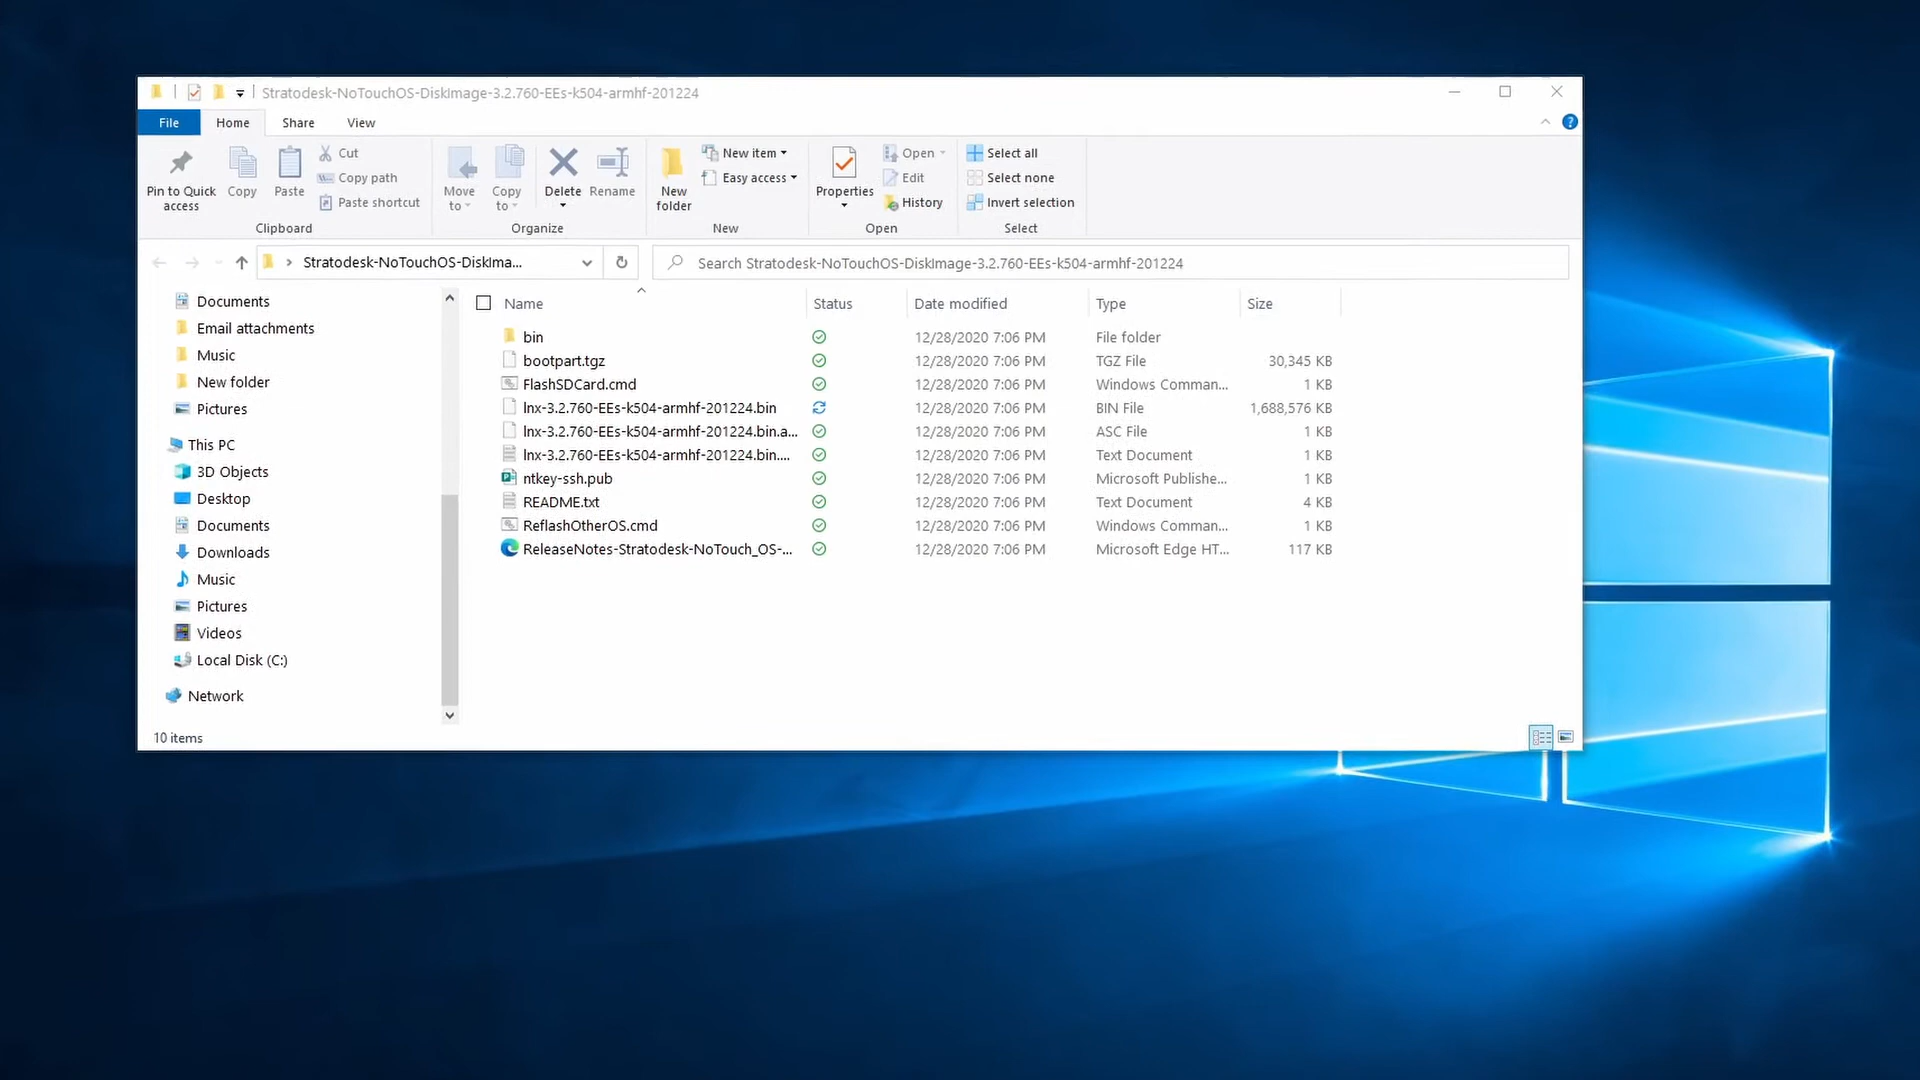 Stratodesk-NoTouchOS-DiskImage-3.2.760-EEs-k504-armhf-201224
File Home Share View
Pin to Quick access
Copy
Paste
Cut
Copy path
Paste shortcut
Clipboard
Move to
Copy to
Delete
Rename
Organize
New folder
New item
Easy access
New
Properties
Open
Edit
History
Open
Select all
Select none
Invert selection
Select
Stratodesk-NoTouchOS-DiskIma...
Search Stratodesk-NoTouchOS-DiskImage-3.2.760-EEs-k504-armhf-201224
Documents
Email attachments
Music
New folder
Pictures
This PC
3D Objects
Desktop
Documents
Downloads
Music
Pictures
Videos
Local Disk (C:)
Network
Name Status Date modified Type Size
bin 12/28/2020 7:06 PM File folder
bootpart.tgz 12/28/2020 7:06 PM TGZ File 30,345 KB
FlashSDCard.cmd 12/28/2020 7:06 PM Windows Comman... 1 KB
lnx-3.2.760-EEs-k504-armhf-201224.bin 12/28/2020 7:06 PM BIN File 1,688,576 KB
lnx-3.2.760-EEs-k504-armhf-201224.bin.a... 12/28/2020 7:06 PM ASC File 1 KB
lnx-3.2.760-EEs-k504-armhf-201224.bin.... 12/28/2020 7:06 PM Text Document 1 KB
ntkey-ssh.pub 12/28/2020 7:06 PM Microsoft Publishe... 1 KB
README.txt 12/28/2020 7:06 PM Text Document 4 KB
ReflashOtherOS.cmd 12/28/2020 7:06 PM Windows Comman... 1 KB
ReleaseNotes-Stratodesk-NoTouch_OS-... 12/28/2020 7:06 PM Microsoft Edge HT... 117 KB
10 items